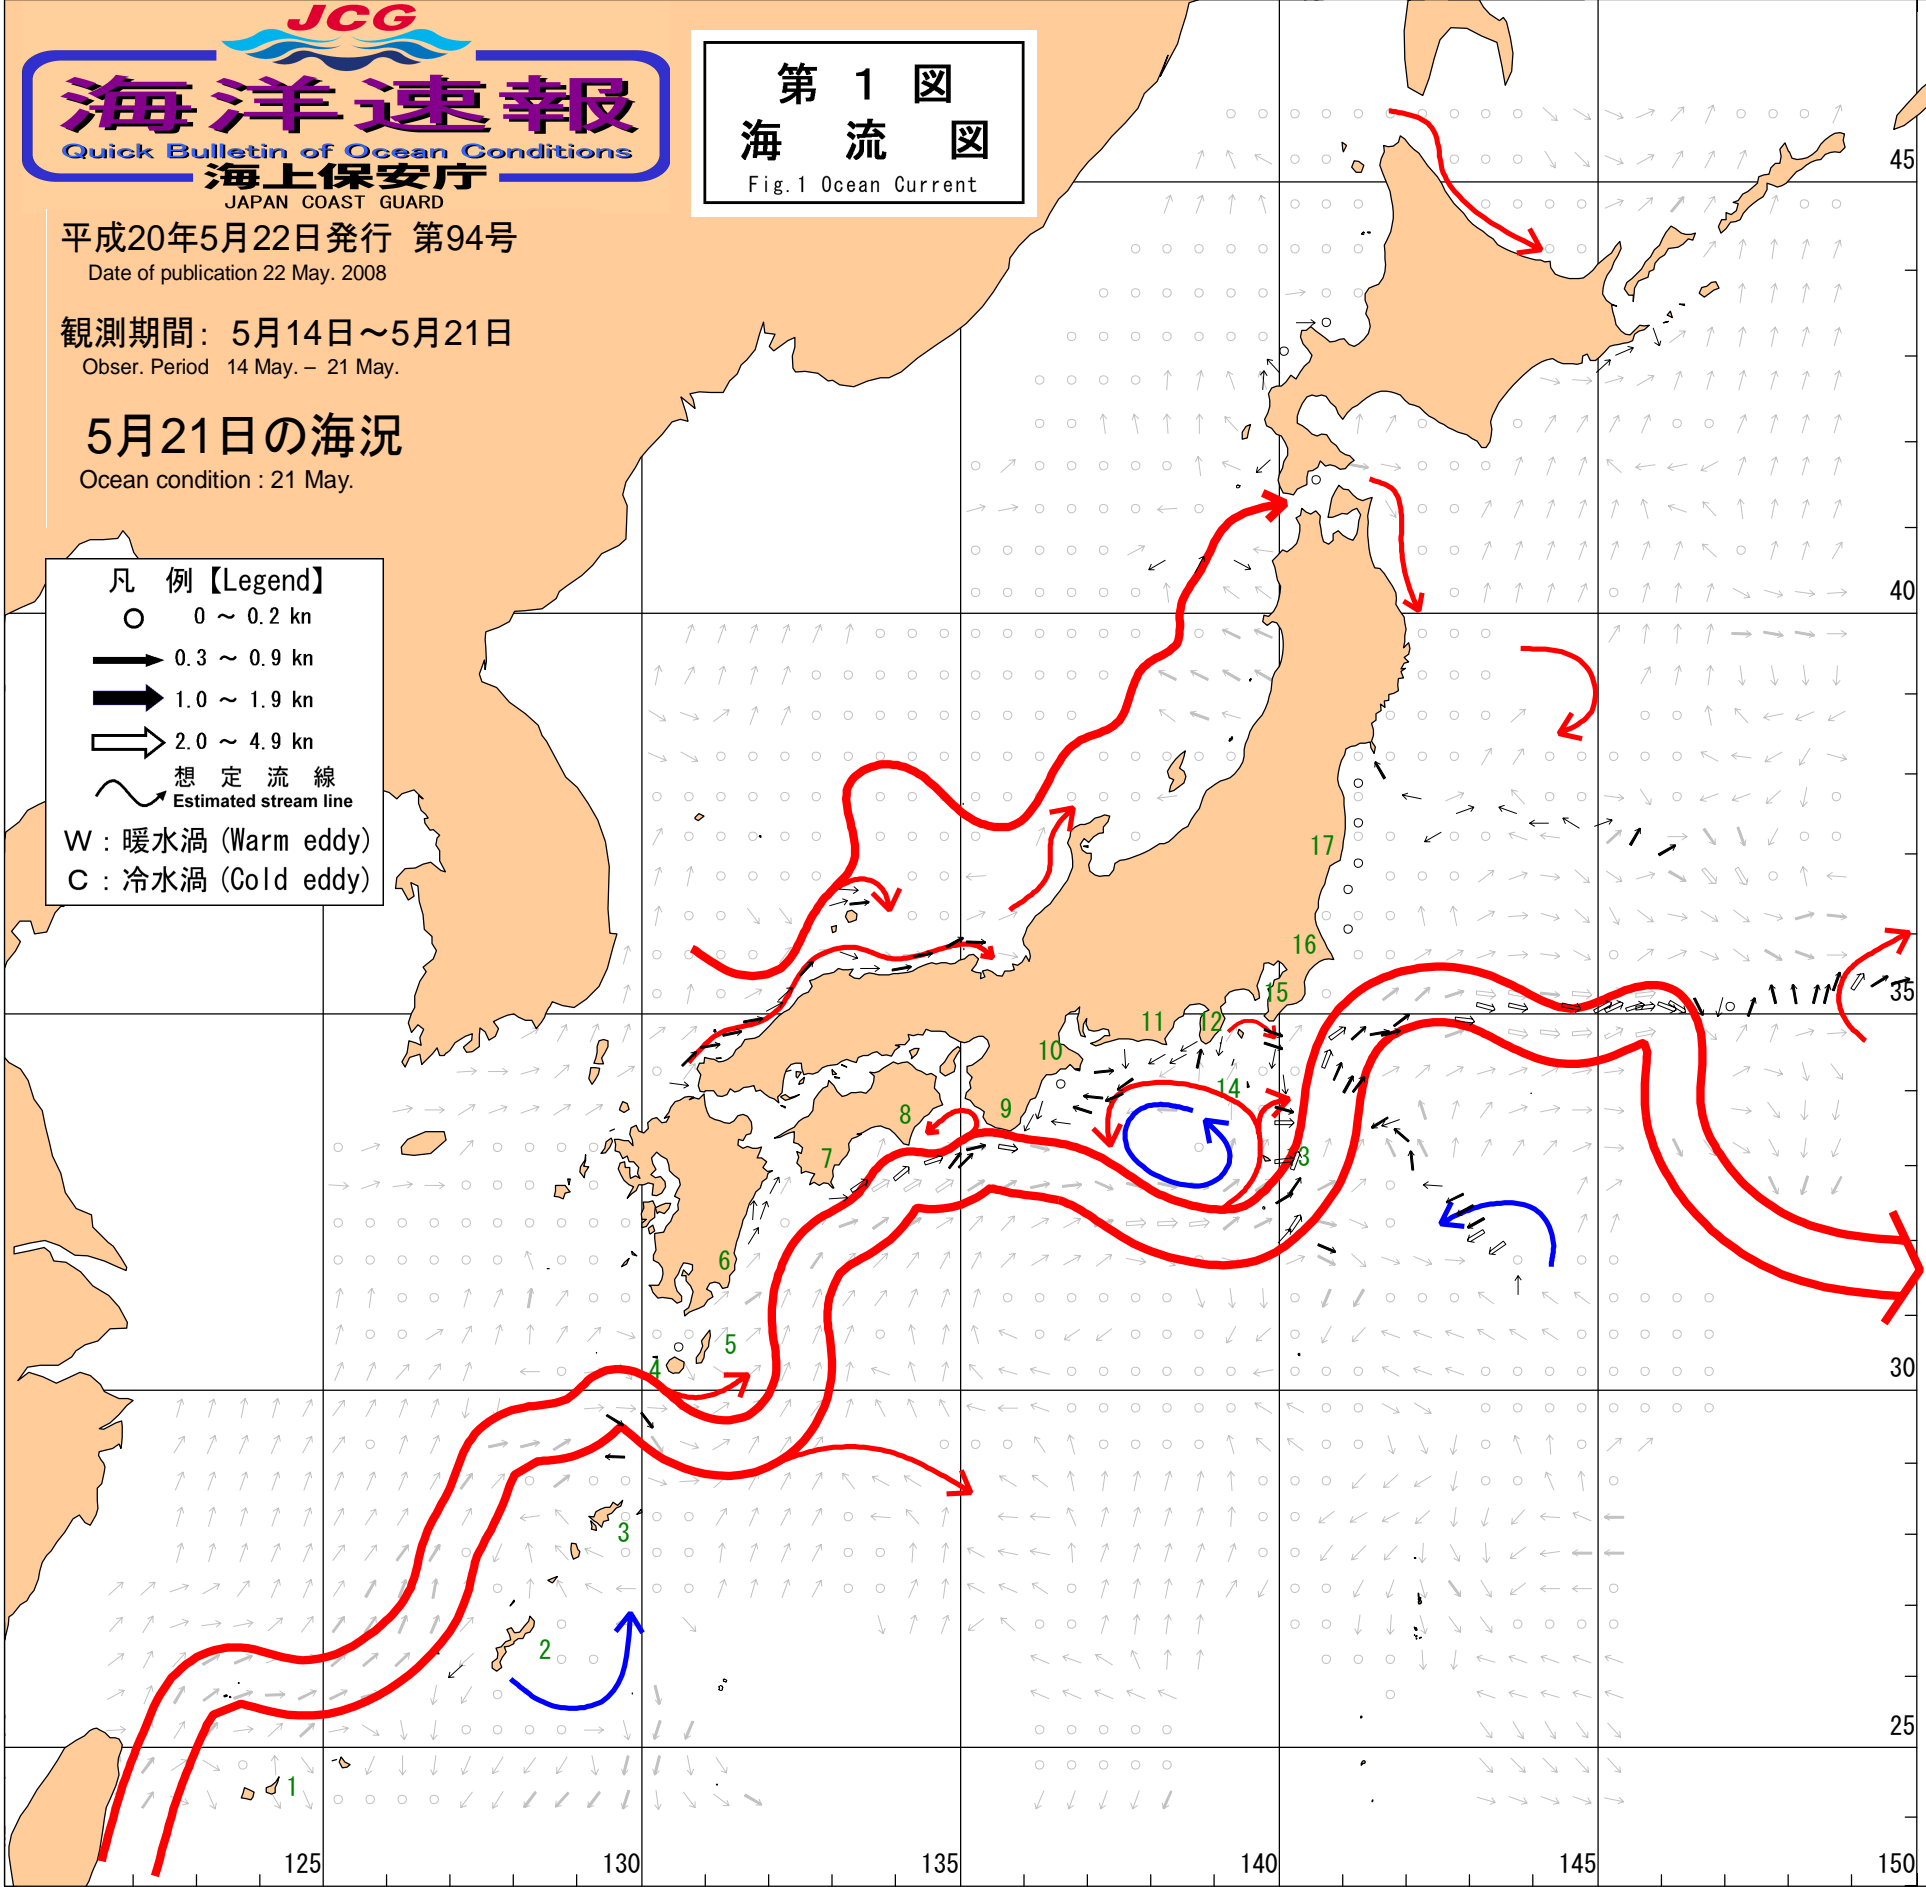 JCG
海洋速報
Quick Bulletin of Ocean Conditions
海上保安庁
JAPAN COAST GUARD
第 1 図
海 流 図
Fig.1 Ocean Current
平成20年5月22日発行 第94号
Date of publication 22 May. 2008
観測期間: 5月14日～5月21日
Obser. Period 14 May. – 21 May.
5月21日の海況
Ocean condition : 21 May.
凡 例【Legend】
0 ～ 0.2 kn
0.3 ～ 0.9 kn
1.0 ～ 1.9 kn
2.0 ～ 4.9 kn
想 定 流 線
Estimated stream line
W : 暖水渦 (Warm eddy)
C : 冷水渦 (Cold eddy)
45
40
35
30
25
125
130
135
140
145
150
17
16
15
11
12
10
14
9
8
7
13
6
5
4
3
2
1